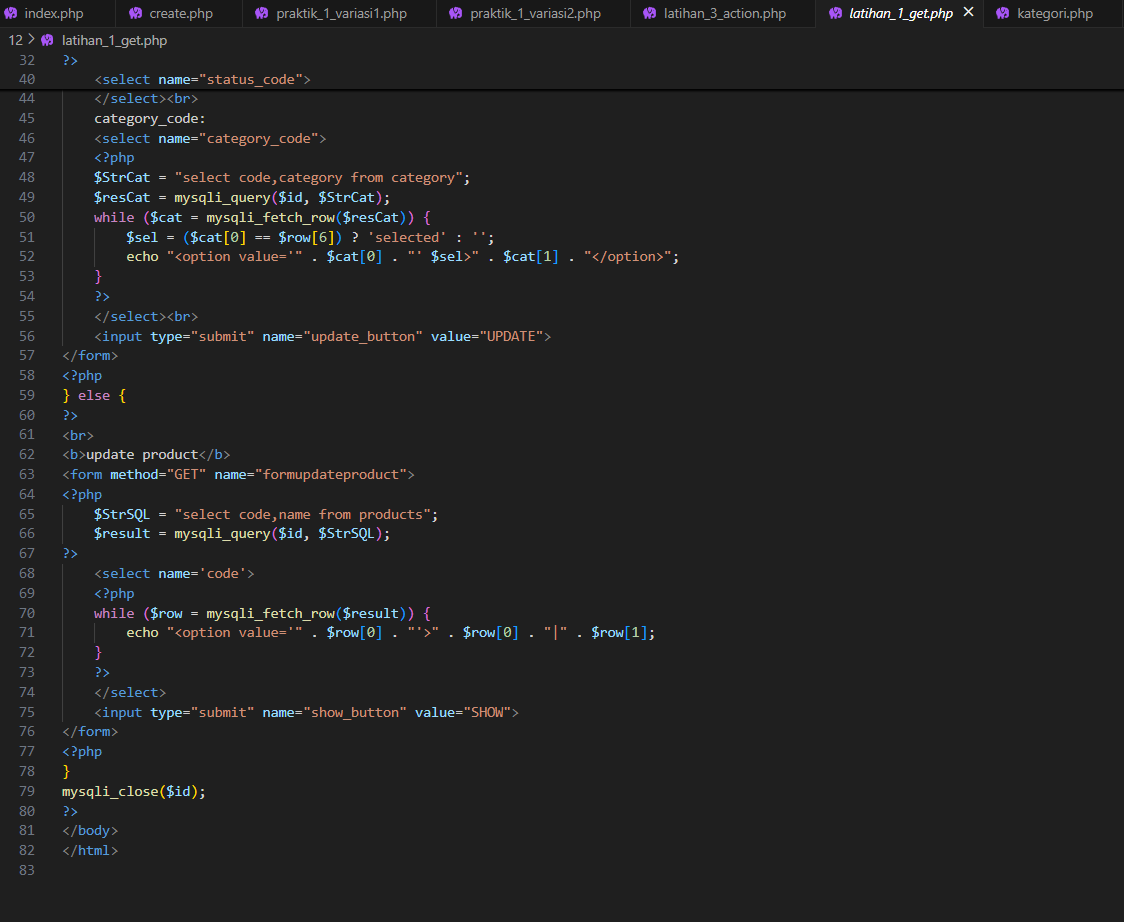 index.php create.php praktik_1_variasi1.php praktik_1_variasi2.php latihan_3_action.php latihan_1_get.php kategori.php
12 > latihan_1_get.php
32 ?>
40     <select name="status_code">
44     </select><br>
45     category_code:
46     <select name="category_code">
47     <?php
48     $StrCat = "select code,category from category";
49     $resCat = mysqli_query($id, $StrCat);
50     while ($cat = mysqli_fetch_row($resCat)) {
51         $sel = ($cat[0] == $row[6]) ? 'selected' : '';
52         echo "<option value='" . $cat[0] . "' $sel>" . $cat[1] . "</option>";
53     }
54     ?>
55     </select><br>
56     <input type="submit" name="update_button" value="UPDATE">
57 </form>
58 <?php
59 } else {
60 ?>
61 <br>
62 <b>update product</b>
63 <form method="GET" name="formupdateproduct">
64 <?php
65     $StrSQL = "select code,name from products";
66     $result = mysqli_query($id, $StrSQL);
67 ?>
68     <select name='code'>
69     <?php
70     while ($row = mysqli_fetch_row($result)) {
71         echo "<option value='" . $row[0] . "'>" . $row[0] . "|" . $row[1];
72     }
73     ?>
74     </select>
75     <input type="submit" name="show_button" value="SHOW">
76 </form>
77 <?php
78 }
79 mysqli_close($id);
80 ?>
81 </body>
82 </html>
83